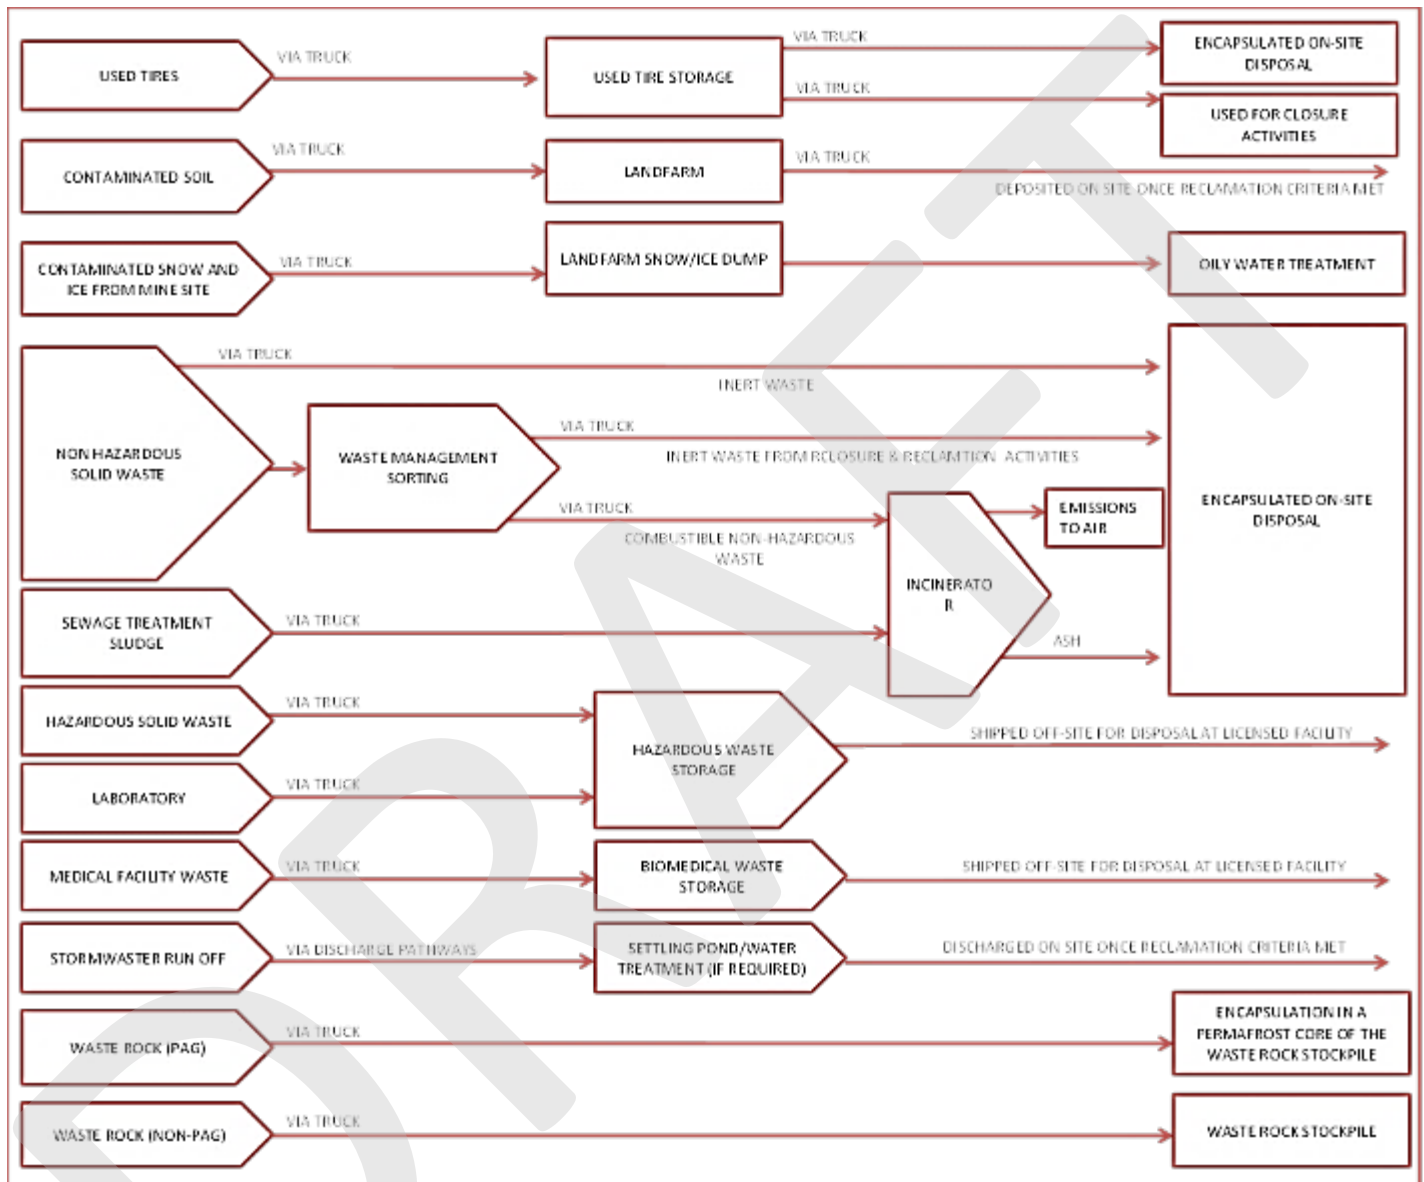 USED TIRES
VIA TRUCK
USED TIRE STORAGE
VIA TRUCK
ENCAPSULATED ON-SITE
DISPOSAL
VIA TRUCK
USED FOR CLOSURE
ACTIVITIES
CONTAMINATED SOIL
VIA TRUCK
LANDFARM
VIA TRUCK
DEPOSITED ON SITE ONCE RECLAMATION CRITERIA MET
CONTAMINATED SNOW AND
ICE FROM MINE SITE
VIA TRUCK
LANDFARM SNOW/ICE DUMP
OILY WATER TREATMENT
NON HAZARDOUS
SOLID WASTE
VIA TRUCK
INERT WASTE
WASTE MANAGEMENT
SORTING
VIA TRUCK
INERT WASTE FROM RCLOSURE & RECLAMTION ACTIVITIES
VIA TRUCK
COMBUSTIBLE NON-HAZARDOUS
WASTE
INCINERATO
R
EMISSIONS
TO AIR
ASH
ENCAPSULATED ON-SITE
DISPOSAL
SEWAGE TREATMENT
SLUDGE
VIA TRUCK
HAZARDOUS SOLID WASTE
VIA TRUCK
HAZARDOUS WASTE
STORAGE
SHIPPED OFF-SITE FOR DISPOSAL AT LICENSED FACILITY
LABORATORY
VIA TRUCK
MEDICAL FACILITY WASTE
VIA TRUCK
BIOMEDICAL WASTE
STORAGE
SHIPPED OFF-SITE FOR DISPOSAL AT LICENSED FACILITY
STORMWASTER RUN OFF
VIA DISCHARGE PATHWAYS
SETTLING POND/WATER
TREATMENT (IF REQUIRED)
DISCHARGED ON SITE ONCE RECLAMATION CRITERIA MET
WASTE ROCK (PAG)
VIA TRUCK
ENCAPSULATION IN A
PERMAFROST CORE OF THE
WASTE ROCK STOCKPILE
WASTE ROCK (NON-PAG)
VIA TRUCK
WASTE ROCK STOCKPILE
DRAFT